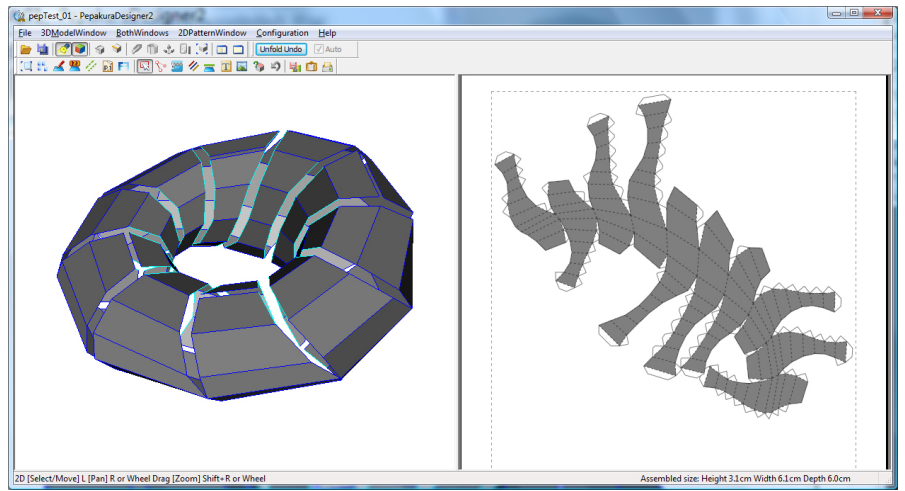 pepTest_01 - PepakuraDesigner2
File 3DModelWindow BothWindows 2DPatternWindow Configuration Help
Unfold Undo Auto
P.1 T
2D [Select/Move] L [Pan] R or Wheel Drag [Zoom] Shift+R or Wheel Assembled size: Height 3.1cm Width 6.1cm Depth 6.0cm